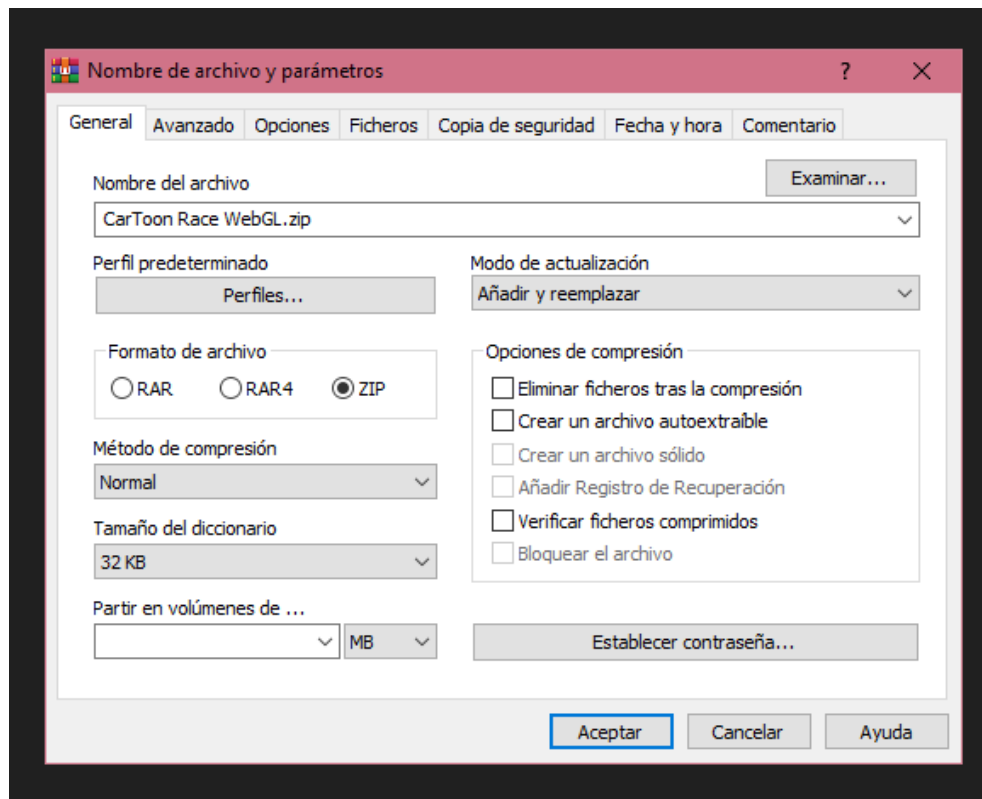 Nombre de archivo y parámetros
?
General Avanzado Opciones Ficheros Copia de seguridad Fecha y hora Comentario
Nombre del archivo
Examinar...
CarToon Race WebGL.zip
Perfil predeterminado
Perfiles...
Modo de actualización
Añadir y reemplazar
Formato de archivo
RAR RAR4 ZIP
Método de compresión
Normal
Tamaño del diccionario
32 KB
Partir en volúmenes de ...
MB
Opciones de compresión
Eliminar ficheros tras la compresión
Crear un archivo autoextraíble
Crear un archivo sólido
Añadir Registro de Recuperación
Verificar ficheros comprimidos
Bloquear el archivo
Establecer contraseña...
Aceptar Cancelar Ayuda